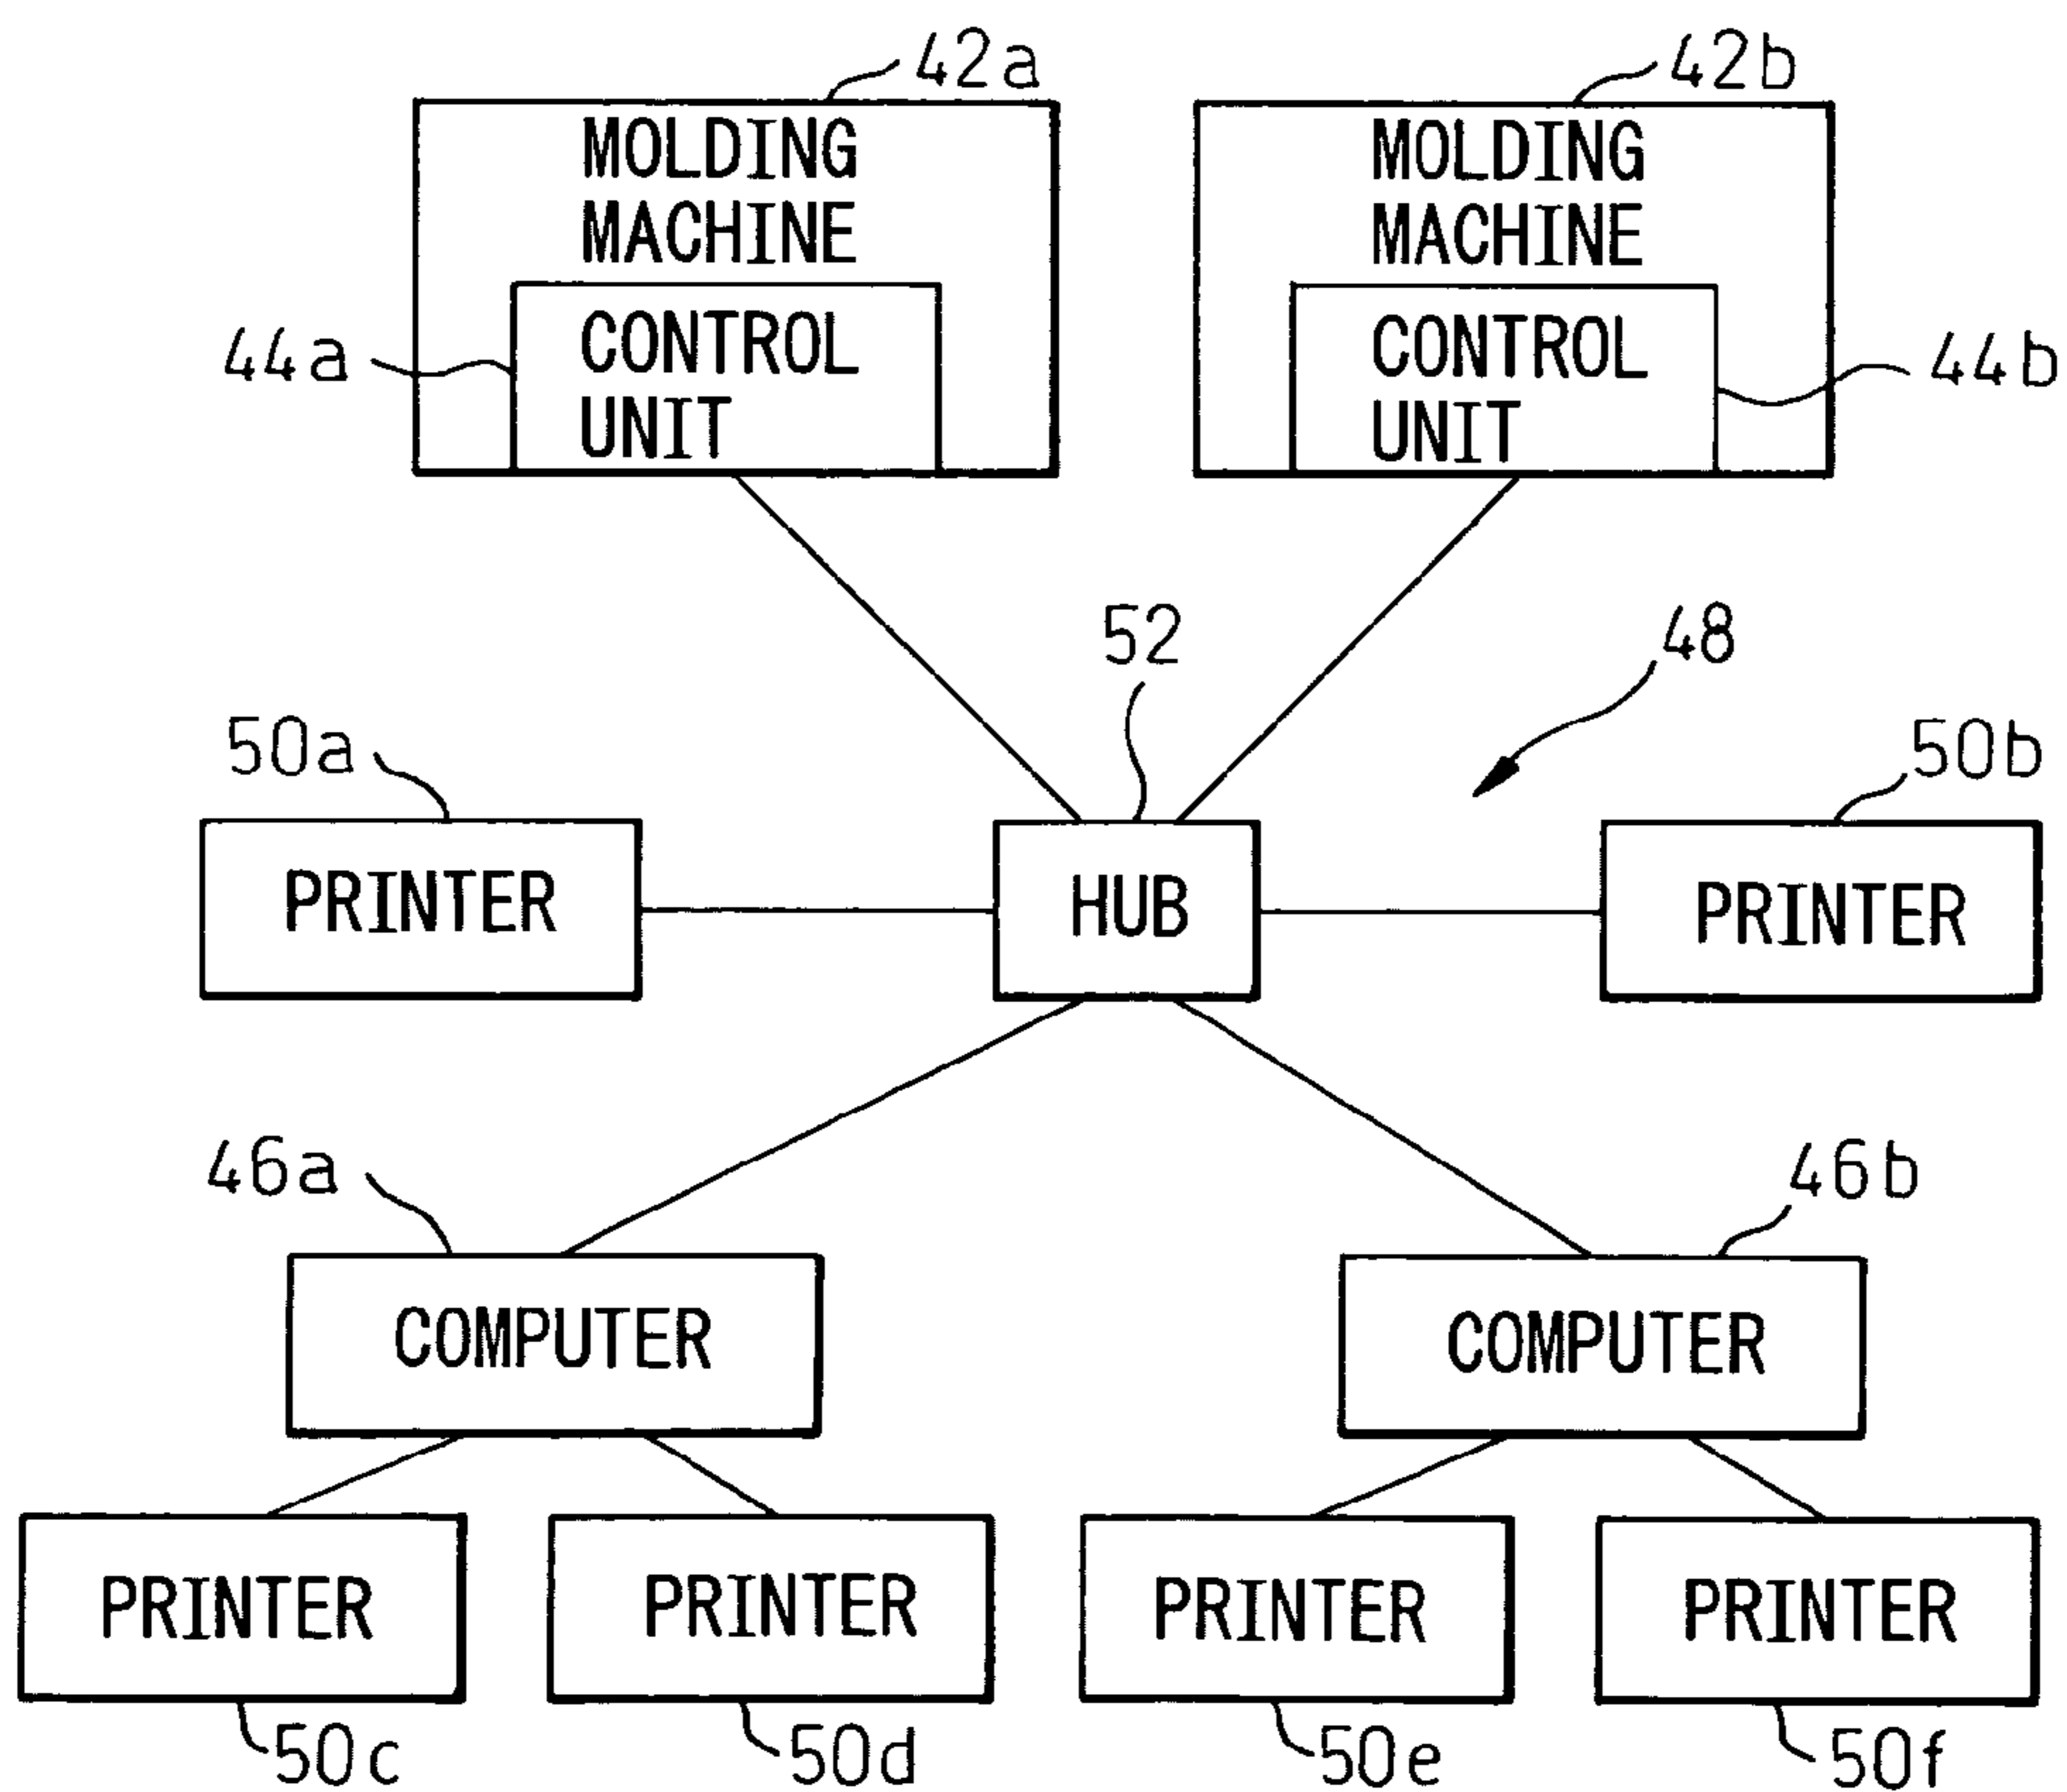 42a
42b
MOLDING
MACHINE
MOLDING
MACHINE
44a
CONTROL
UNIT
CONTROL
UNIT
44b
52
48
50a
50b
PRINTER
HUB
PRINTER
46a
46b
COMPUTER
COMPUTER
PRINTER
PRINTER
PRINTER
PRINTER
50c
50d
50e
50f